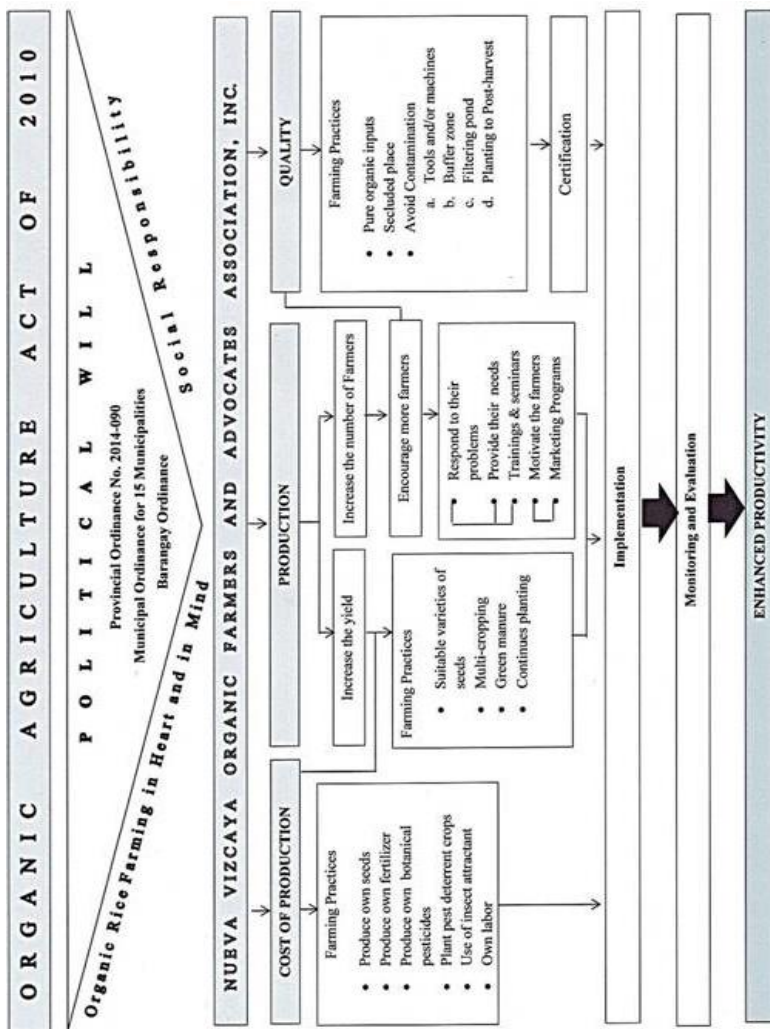 ORGANIC AGRICULTURE ACT OF 2010
POLITICAL WILL
Provincial Ordinance No. 2014-090
Municipal Ordinance for 15 Municipalities
Barangay Ordinance
Organic Rice Farming in Heart and in Mind
Social Responsibility
NUEVA VIZCAYA ORGANIC FARMERS AND ADVOCATES ASSOCIATION, INC.
COST OF PRODUCTION
Farming Practices
• Produce own seeds
• Produce own fertilizer
• Produce own botanical
pesticides
• Plant pest deterrent crops
• Use of insect attractant
• Own labor
PRODUCTION
Increase the yield
Farming Practices
• Suitable varieties of
seeds
• Multi-cropping
• Green manure
• Continues planting
Increase the number of Farmers
Encourage more farmers
• Respond to their
problems
• Provide their needs
• Trainings & seminars
• Motivate the farmers
• Marketing Programs
QUALITY
Farming Practices
• Pure organic inputs
• Secluded place
• Avoid Contamination
a. Tools and/or machines
b. Buffer zone
c. Filtering pond
d. Planting to Post-harvest
Certification
Implementation
Monitoring and Evaluation
ENHANCED PRODUCTIVITY